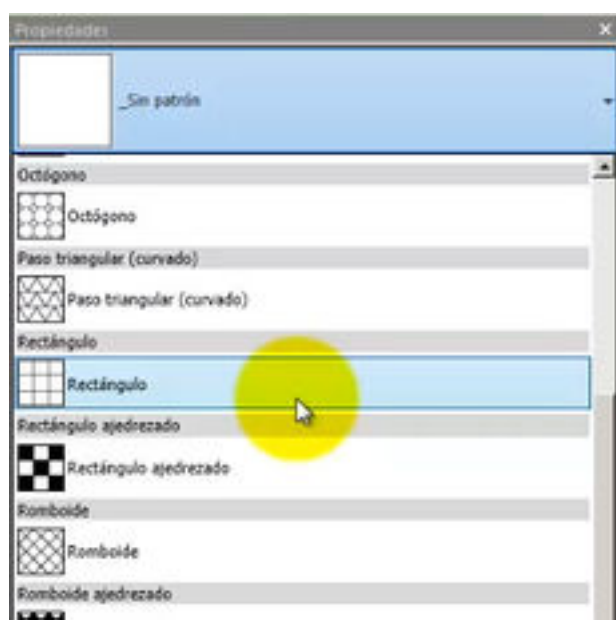 Propiedades
_Sin patrón
Octógono
Octógono
Paso triangular (curvado)
Paso triangular (curvado)
Rectángulo
Rectángulo
Rectángulo ajedrezado
Rectángulo ajedrezado
Romboide
Romboide
Romboide ajedrezado